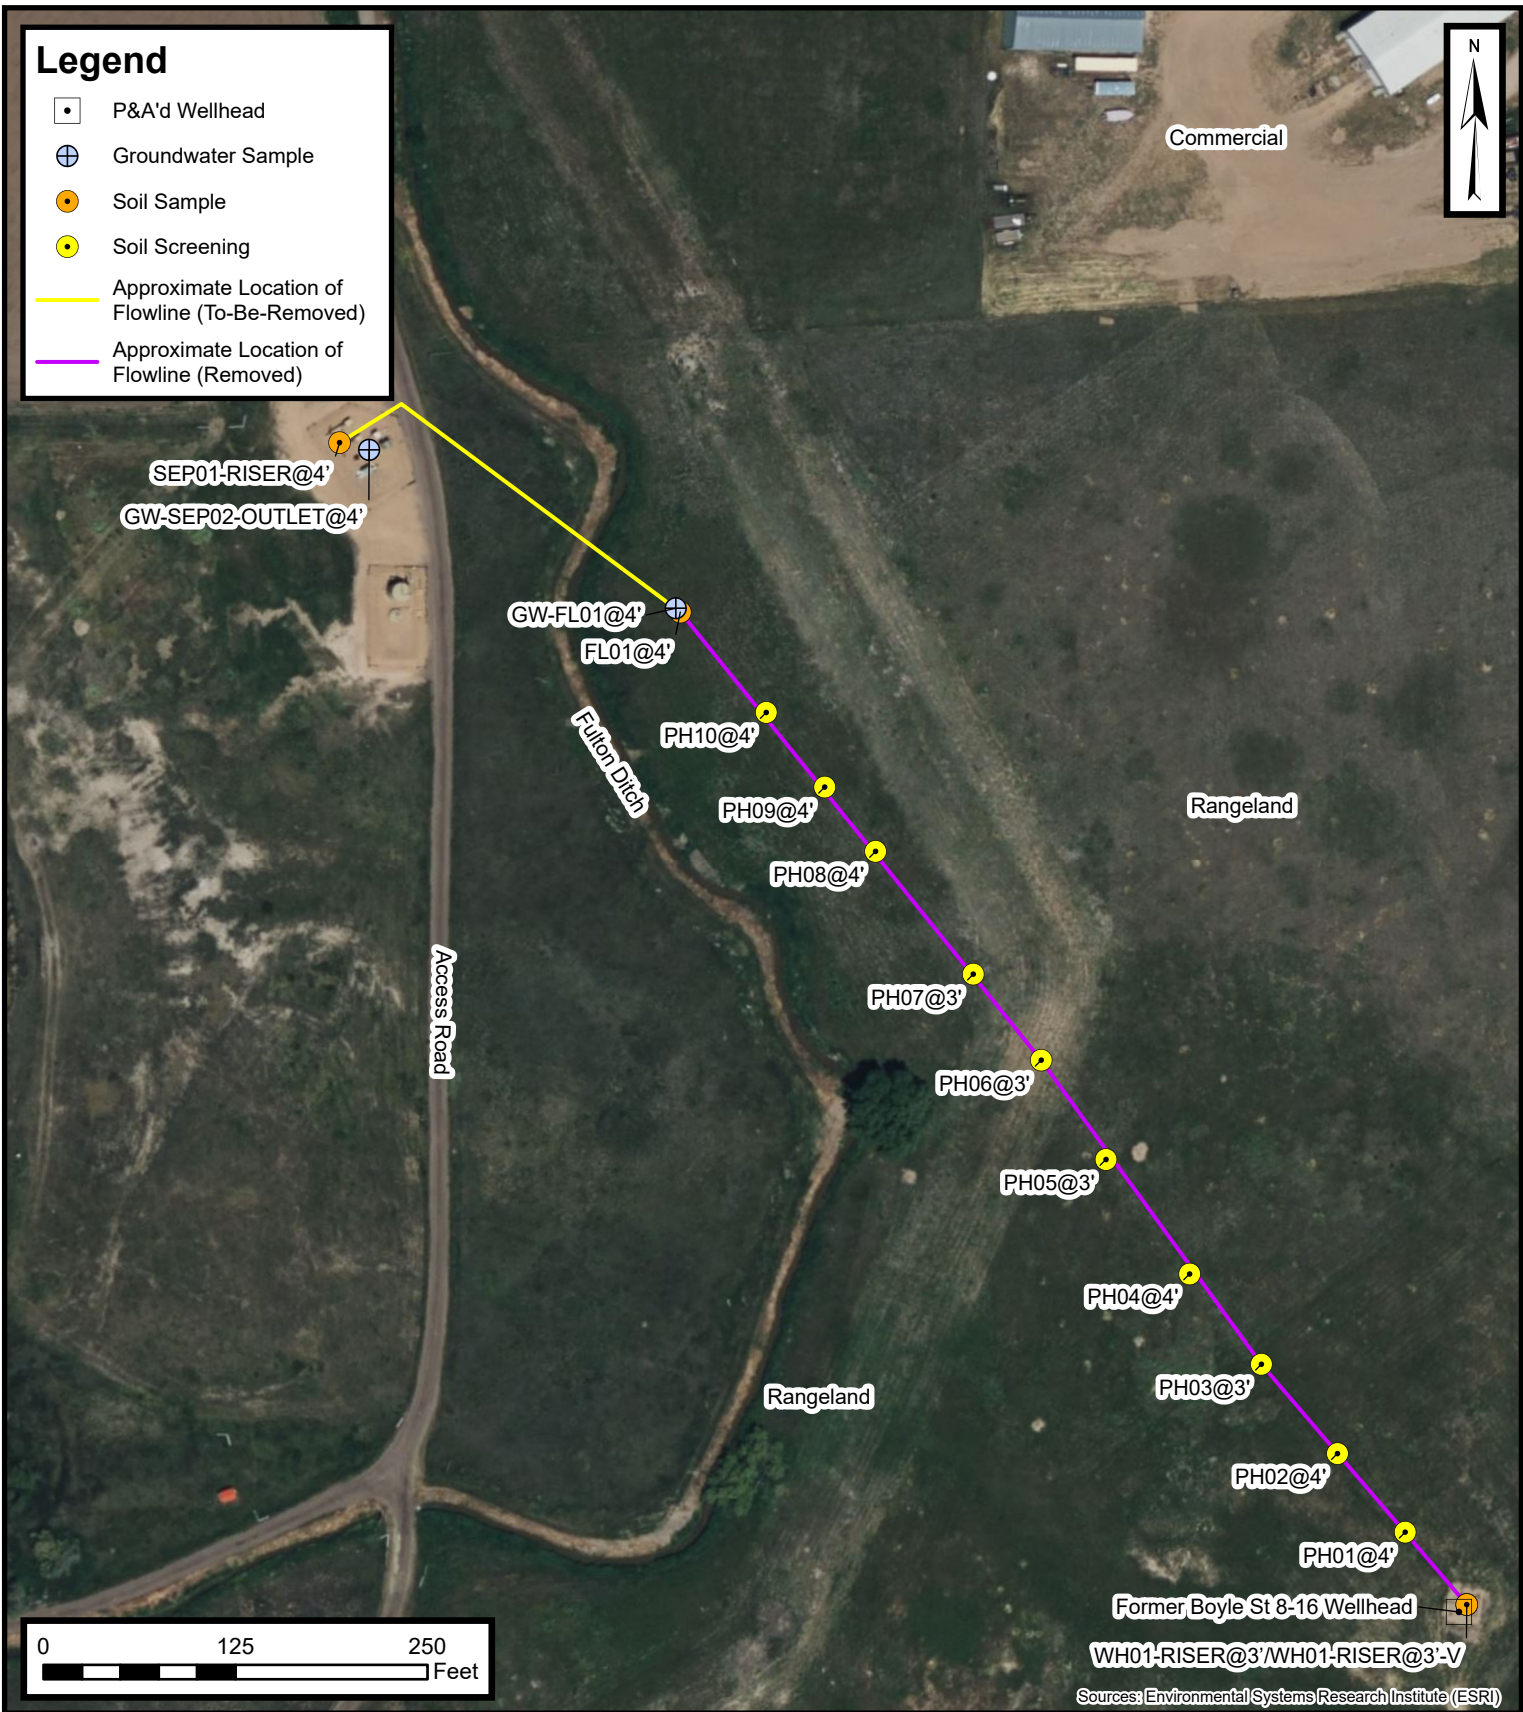 Legend
P&A'd Wellhead
Groundwater Sample
Soil Sample
Soil Screening
Approximate Location of
Flowline (To-Be-Removed)
Approximate Location of
Flowline (Removed)
N
Commercial
SEP01-RISER@4'
GW-SEP02-OUTLET@4'
GW-FL01@4'
FL01@4'
PH10@4'
Fulton Ditch
PH09@4'
Rangeland
PH08@4'
Access Road
PH07@3'
PH06@3'
PH05@3'
PH04@4'
PH03@3'
Rangeland
PH02@4'
PH01@4'
Former Boyle St 8-16 Wellhead
WH01-RISER@3'/WH01-RISER@3'-V
0 125 250
Feet
Sources: Environmental Systems Research Institute (ESRI)